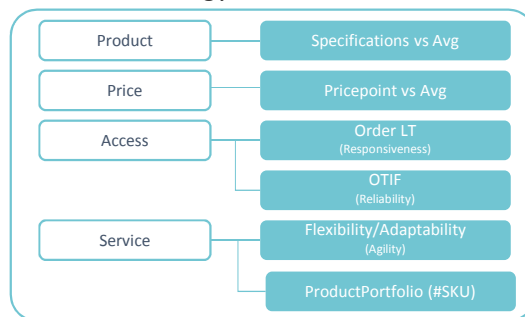 Product
Specifications vs Avg
Price
Pricepoint vs Avg
Access
Order LT
(Responsiveness)
OTIF
(Reliability)
Service
Flexibility/Adaptability
(Agility)
ProductPortfolio (#SKU)